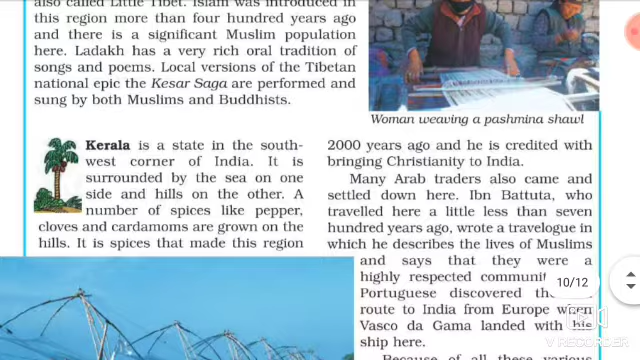 also called Little Tibet. Islam was introduced in
this region more than four hundred years ago
and there is a significant Muslim population
here. Ladakh has a very rich oral tradition of
songs and poems. Local versions of the Tibetan
national epic the Kesar Saga are performed and
sung by both Muslims and Buddhists.
Woman weaving a pashmina shawl
Kerala is a state in the south-
west corner of India. It is
surrounded by the sea on one
side and hills on the other. A
number of spices like pepper,
cloves and cardamoms are grown on the
hills. It is spices that made this region
2000 years ago and he is credited with
bringing Christianity to India.
Many Arab traders also came and
settled down here. Ibn Battuta, who
travelled here a little less than seven
hundred years ago, wrote a travelogue in
which he describes the lives of Muslims
and says that they were a
highly respected communit
Portuguese discovered th
route to India from Europe when
Vasco da Gama landed with his
ship here.
Because of all these various
10/12
V RECORDER